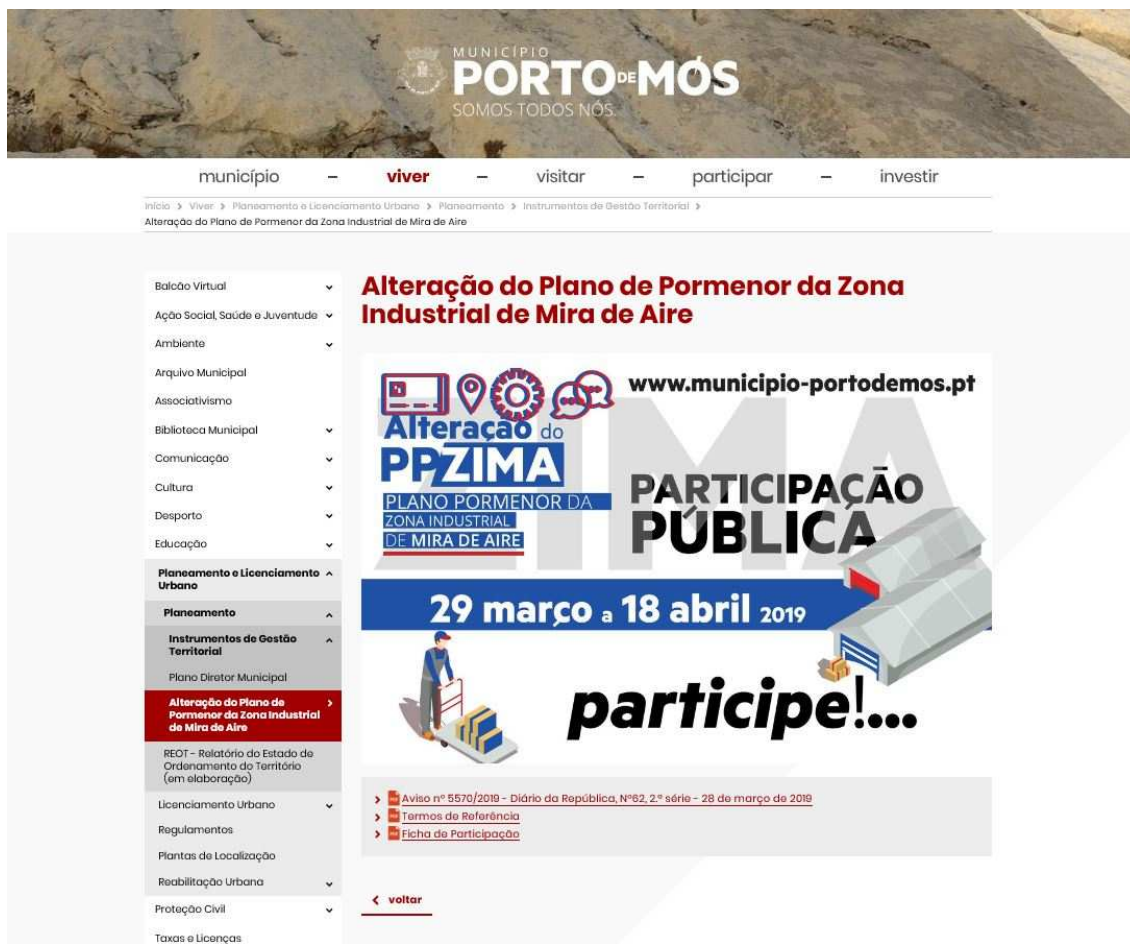 MUNICÍPIO
PORTO DE MÓS
SOMOS TODOS NÓS.
município – viver – visitar – participar – investir
Início > Viver > Planeamento e Licenciamento Urbano > Planeamento > Instrumentos de Gestão Territorial >
Alteração do Plano de Pormenor da Zona Industrial de Mira de Aire
Balcão Virtual
Ação Social, Saúde e Juventude
Ambiente
Arquivo Municipal
Associativismo
Biblioteca Municipal
Comunicação
Cultura
Desporto
Educação
Planeamento e Licenciamento
Urbano
Planeamento
Instrumentos de Gestão
Territorial
Plano Diretor Municipal
Alteração do Plano de
Pormenor da Zona Industrial
de Mira de Aire
REOT - Relatório do Estado de
Ordenamento do Território
(em elaboração)
Licenciamento Urbano
Regulamentos
Plantas de Localização
Reabilitação Urbana
Proteção Civil
Taxas e Licenças
Alteração do Plano de Pormenor da Zona
Industrial de Mira de Aire
www.municipio-portodemos.pt
ZIMA
Alteração do
PPZIMA
PLANO PORMENOR DA
ZONA INDUSTRIAL
DE MIRA DE AIRE
PARTICIPAÇÃO
PÚBLICA
29 março a 18 abril 2019
participe!...
> Aviso nº 5570/2019 - Diário da República, Nº62, 2.º série - 28 de março de 2019
> Termos de Referência
> Ficha de Participação
< voltar